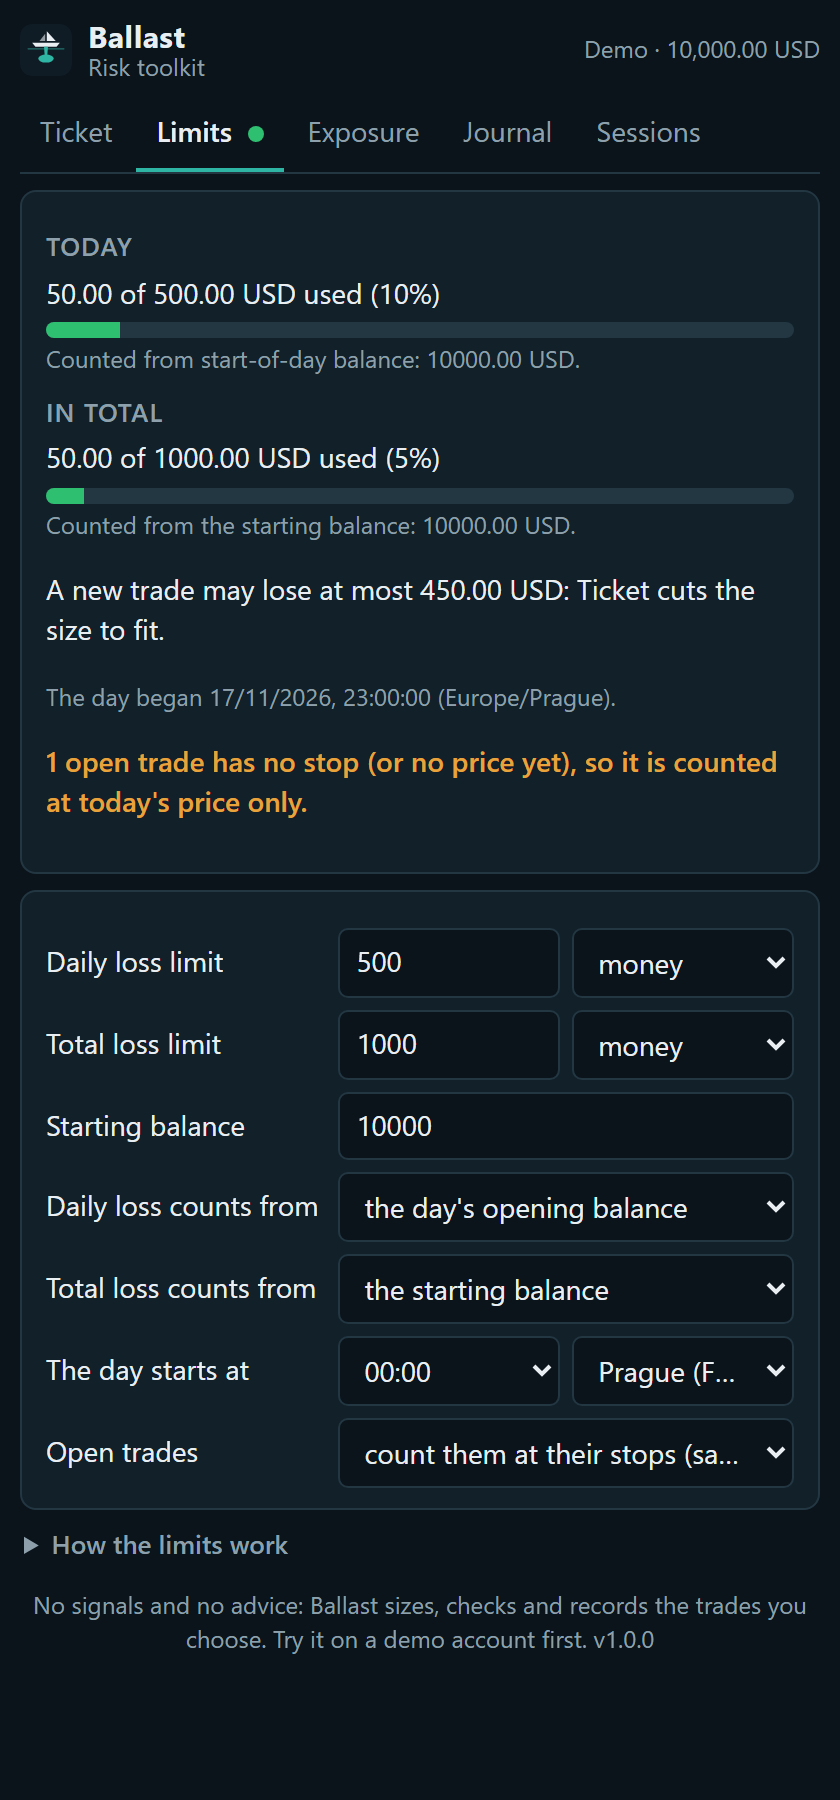 Ballast
Risk toolkit
Demo · 10,000.00 USD
Ticket
Limits
Exposure
Journal
Sessions
TODAY
50.00 of 500.00 USD used (10%)
Counted from start-of-day balance: 10000.00 USD.
IN TOTAL
50.00 of 1000.00 USD used (5%)
Counted from the starting balance: 10000.00 USD.
A new trade may lose at most 450.00 USD: Ticket cuts the
size to fit.
The day began 17/11/2026, 23:00:00 (Europe/Prague).
1 open trade has no stop (or no price yet), so it is counted
at today's price only.
Daily loss limit
500
money
Total loss limit
1000
money
Starting balance
10000
Daily loss counts from
the day's opening balance
Total loss counts from
the starting balance
The day starts at
00:00
Prague (F...
Open trades
count them at their stops (sa...
How the limits work
No signals and no advice: Ballast sizes, checks and records the trades you
choose. Try it on a demo account first. v1.0.0